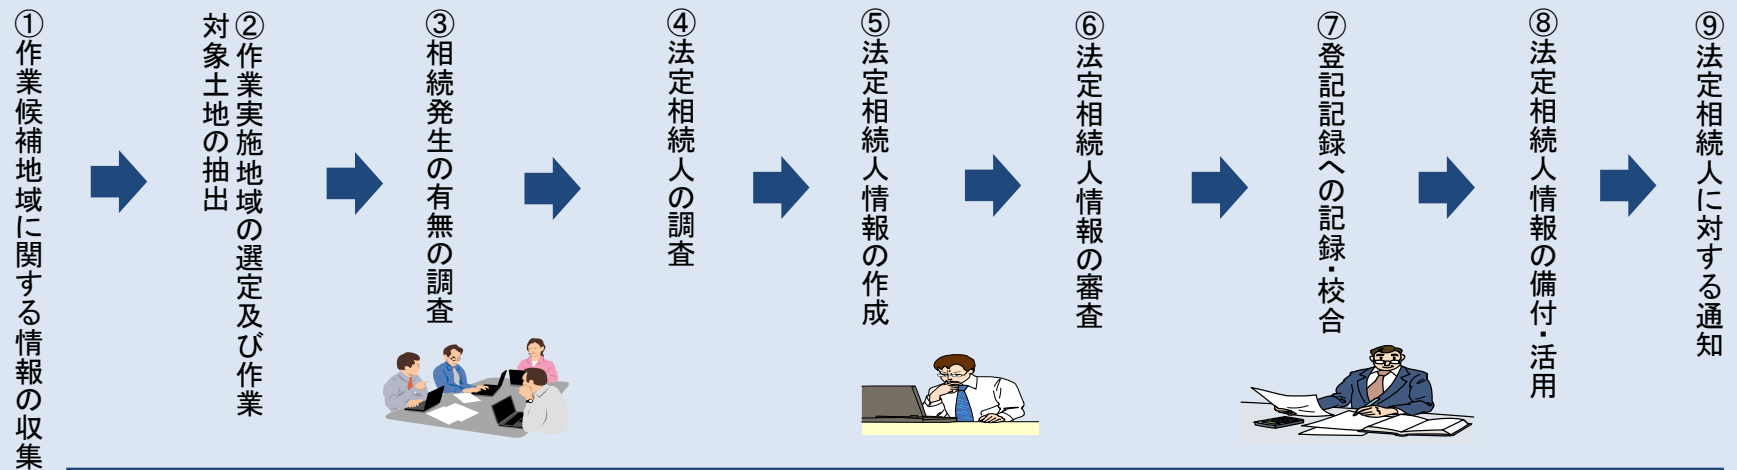 ①作業候補地域に関する情報の収集
②作業実施地域の選定及び作業
対象土地の抽出
③相続発生の有無の調査
④法定相続人の調査
⑤法定相続人情報の作成
⑥法定相続人情報の審査
⑦登記記録への記録・校合
⑧法定相続人情報の備付・活用
⑨法定相続人に対する通知